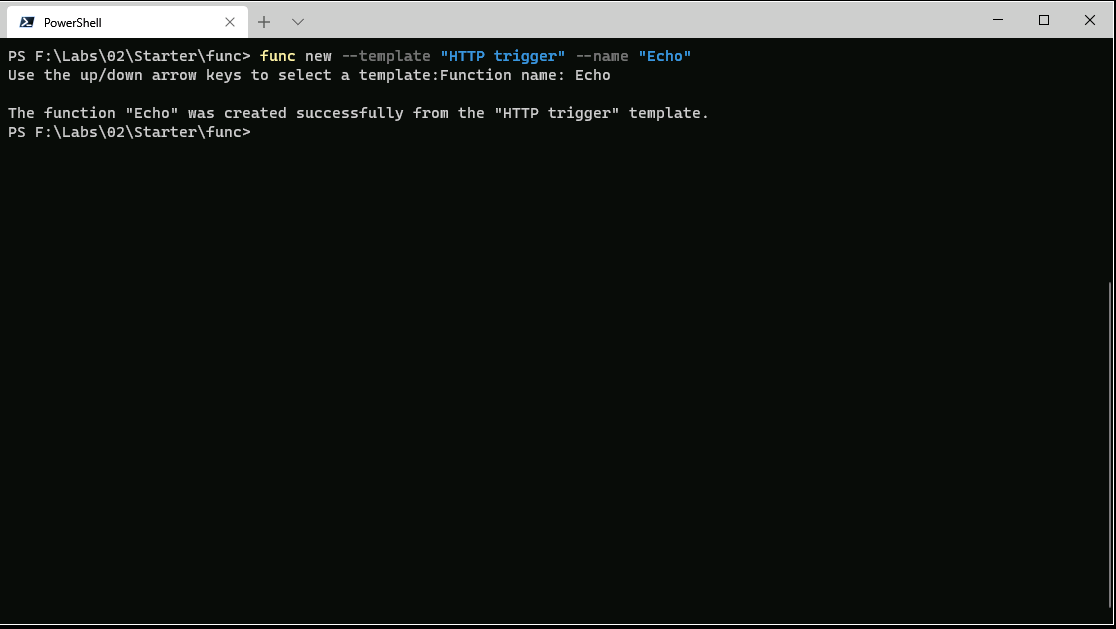 PowerShell
PS F:\Labs\02\Starter\func> func new --template "HTTP trigger" --name "Echo"
Use the up/down arrow keys to select a template:Function name: Echo
The function "Echo" was created successfully from the "HTTP trigger" template.
PS F:\Labs\02\Starter\func>